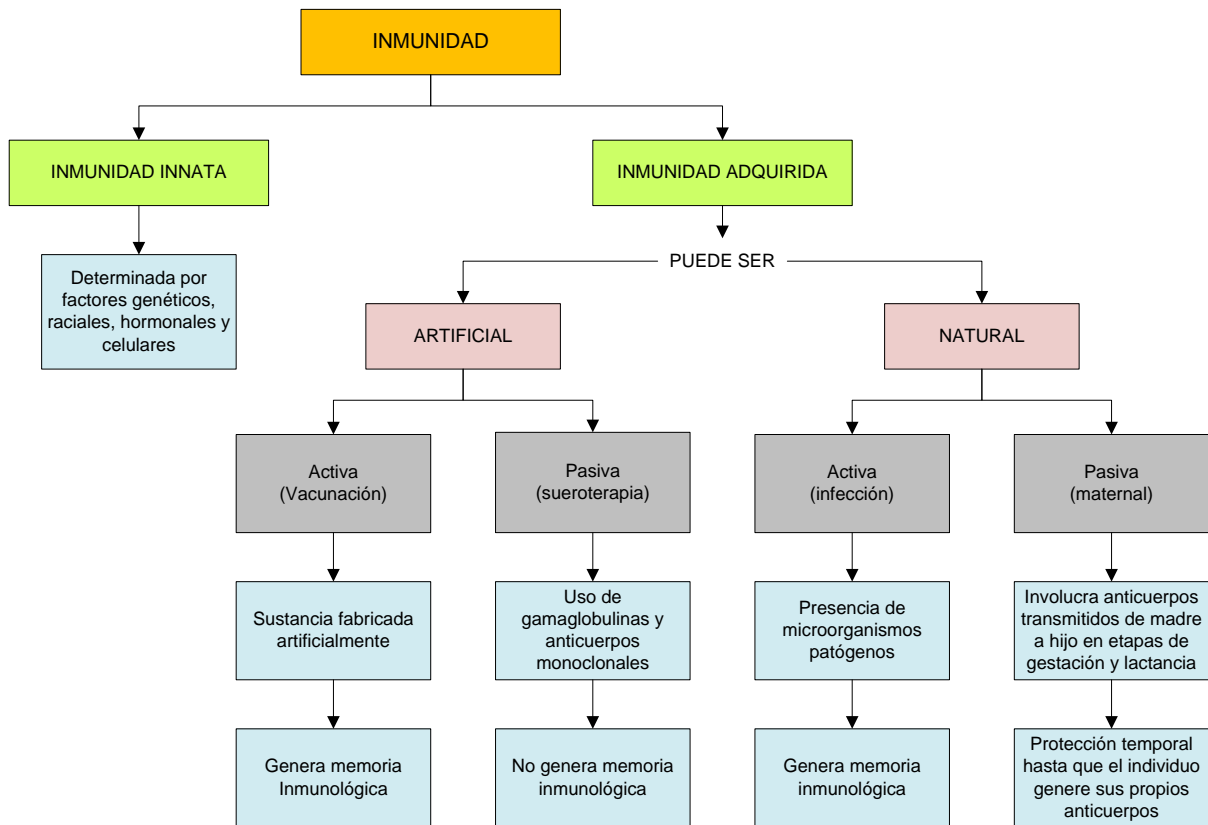 INMUNIDAD
INMUNIDAD INNATA
INMUNIDAD ADQUIRIDA
Determinada por
factores genéticos,
raciales, hormonales y
celulares
PUEDE SER
ARTIFICIAL
NATURAL
Activa
(Vacunación)
Pasiva
(sueroterapia)
Activa
(infección)
Pasiva
(maternal)
Sustancia fabricada
artificialmente
Uso de
gamaglobulinas y
anticuerpos
monoclonales
Presencia de
microorganismos
patógenos
Involucra anticuerpos
transmitidos de madre
a hijo en etapas de
gestación y lactancia
Genera memoria
Inmunológica
No genera memoria
inmunológica
Genera memoria
inmunológica
Protección temporal
hasta que el individuo
genere sus propios
anticuerpos